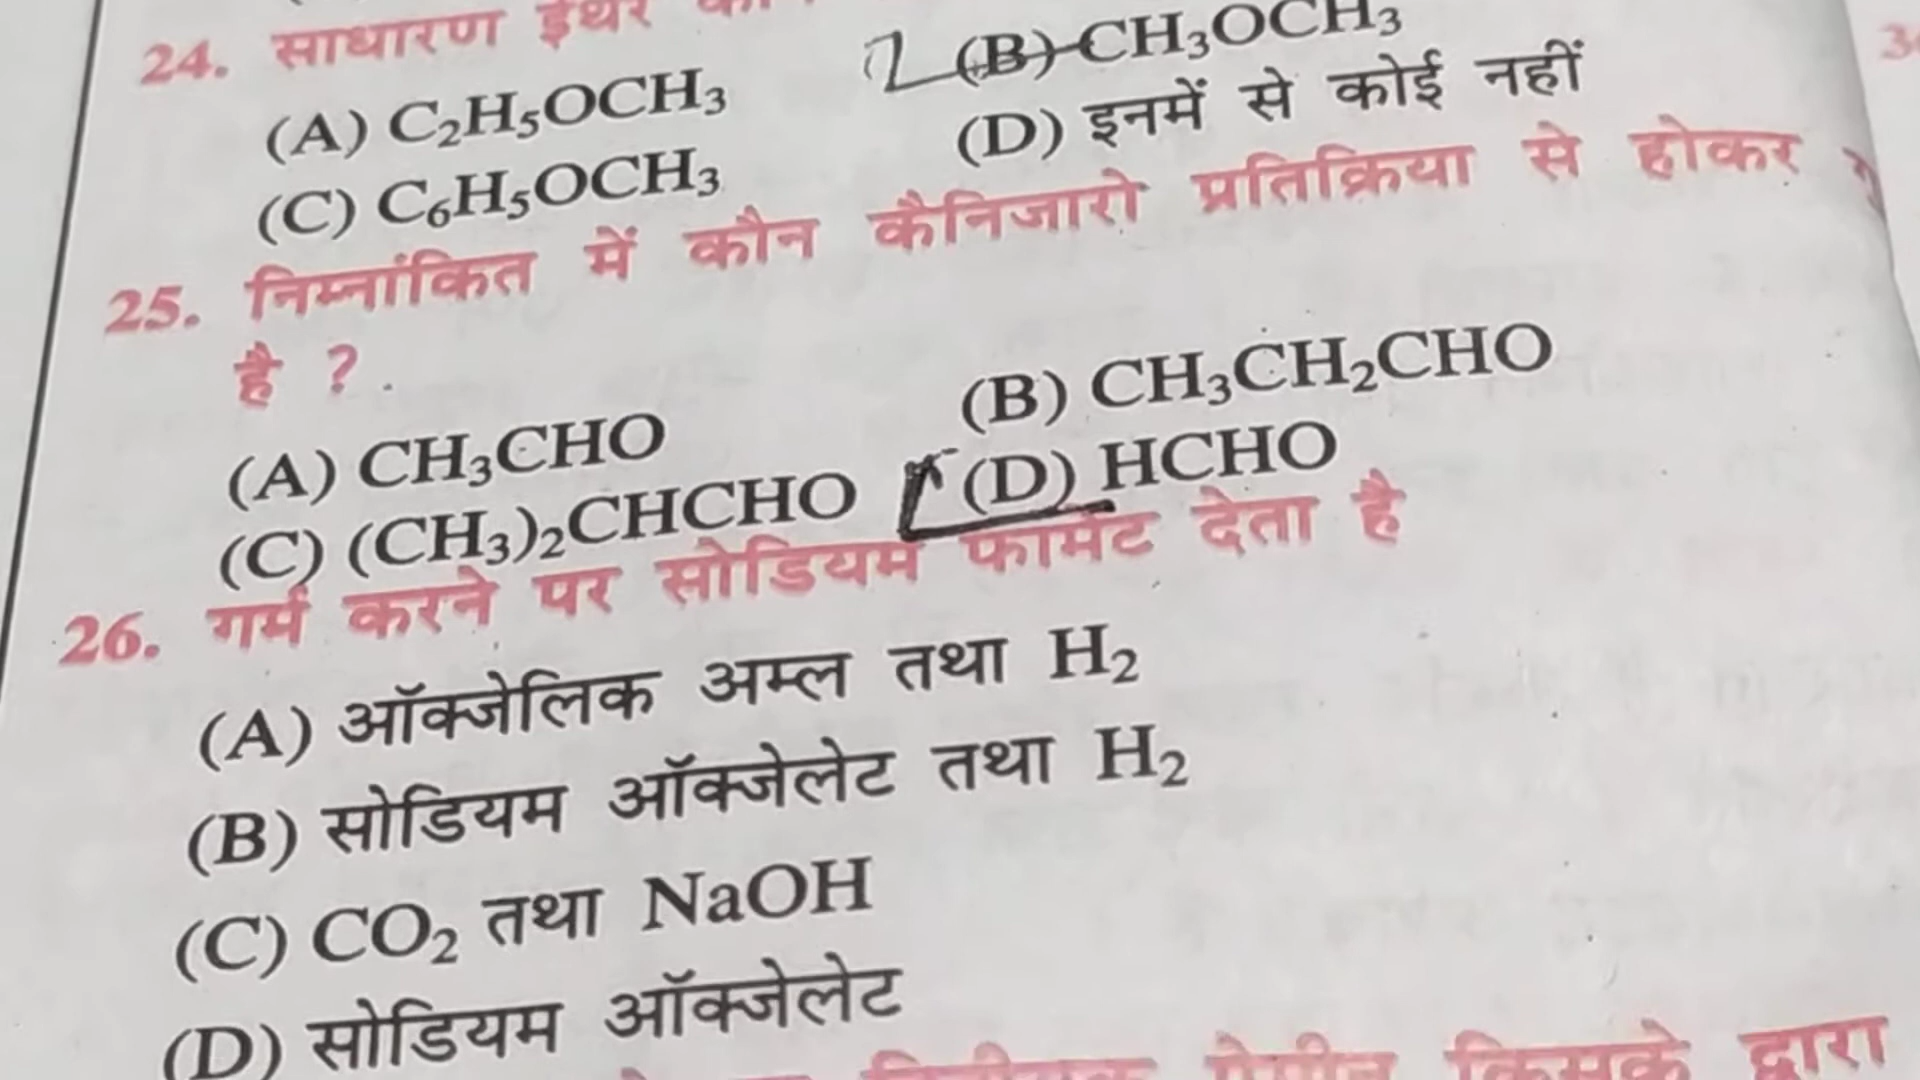 24. साधारण ईथर
(A) C₂H₅OCH₃ (B) CH₃OCH₃
(C) C₆H₅OCH₃ (D) इनमें से कोई नहीं
25. निम्नांकित में कौन कैनिजारो प्रतिक्रिया से होकर
है ?
(A) CH₃CHO (B) CH₃CH₂CHO
(C) (CH₃)₂CHCHO (D) HCHO
26. गर्म करने पर सोडियम फार्मेट देता है
(A) ऑक्जेलिक अम्ल तथा H₂
(B) सोडियम ऑक्जेलेट तथा H₂
(C) CO₂ तथा NaOH
(D) सोडियम ऑक्जेलेट
किसके द्वारा